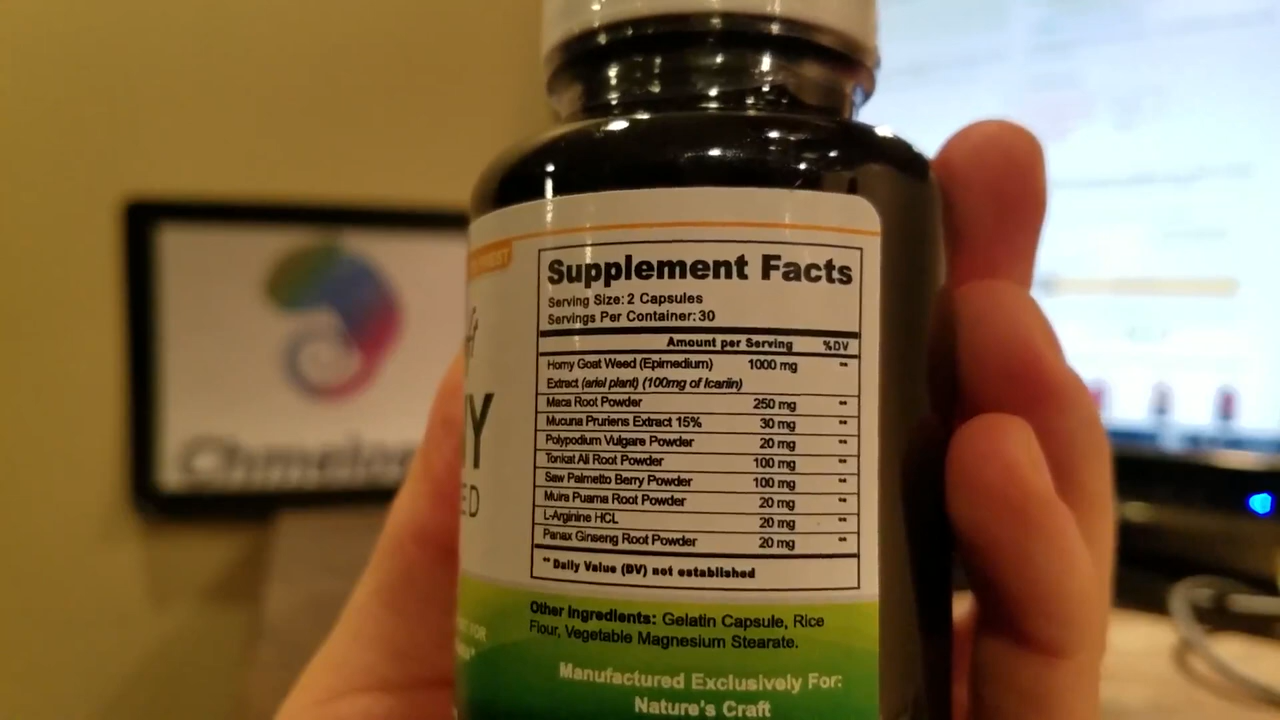 Supplement Facts
Serving Size: 2 Capsules
Servings Per Container: 30
Amount per Serving %DV
Horny Goat Weed (Epimedium) 1000 mg **
Extract (ariel plant) (100mg of Icariin)
Maca Root Powder 250 mg **
Mucuna Pruriens Extract 15% 30 mg **
Polypodium Vulgare Powder 20 mg **
Tonkat Ali Root Powder 100 mg **
Saw Palmetto Berry Powder 100 mg **
Muira Puama Root Powder 20 mg **
L-Arginine HCL 20 mg **
Panax Ginseng Root Powder 20 mg **
** Daily Value (DV) not established
Other Ingredients: Gelatin Capsule, Rice
Flour, Vegetable Magnesium Stearate.
Manufactured Exclusively For:
Nature's Craft